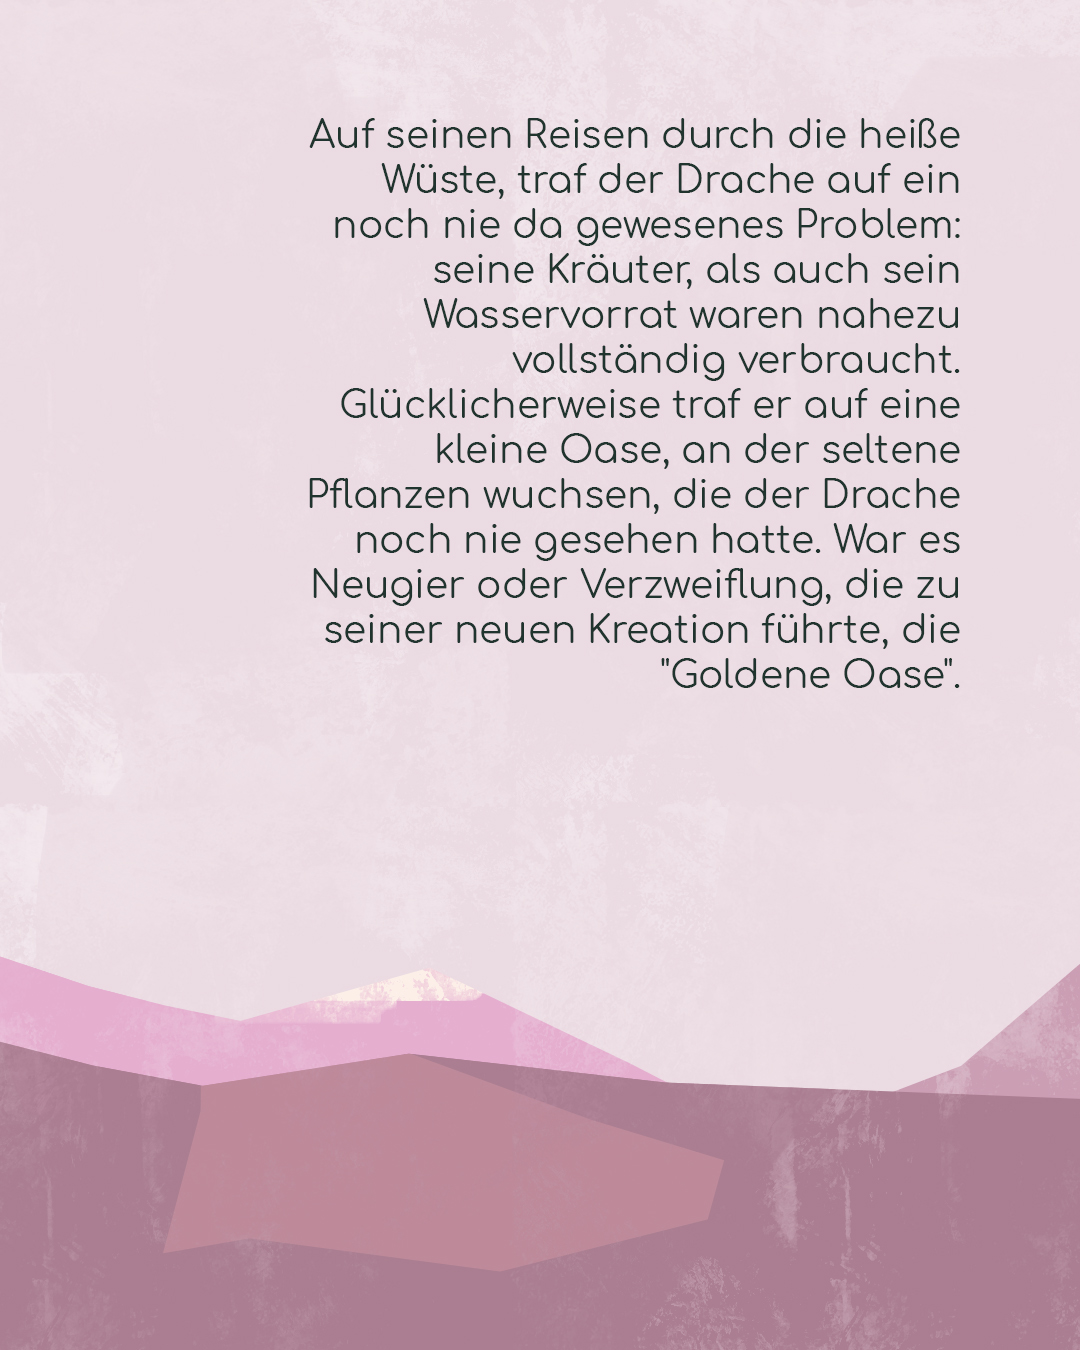 Auf seinen Reisen durch die heiße
Wüste, traf der Drache auf ein
noch nie da gewesenes Problem:
seine Kräuter, als auch sein
Wasservorrat waren nahezu
vollständig verbraucht.
Glücklicherweise traf er auf eine
kleine Oase, an der seltene
Pflanzen wuchsen, die der Drache
noch nie gesehen hatte. War es
Neugier oder Verzweiflung, die zu
seiner neuen Kreation führte, die
"Goldene Oase".